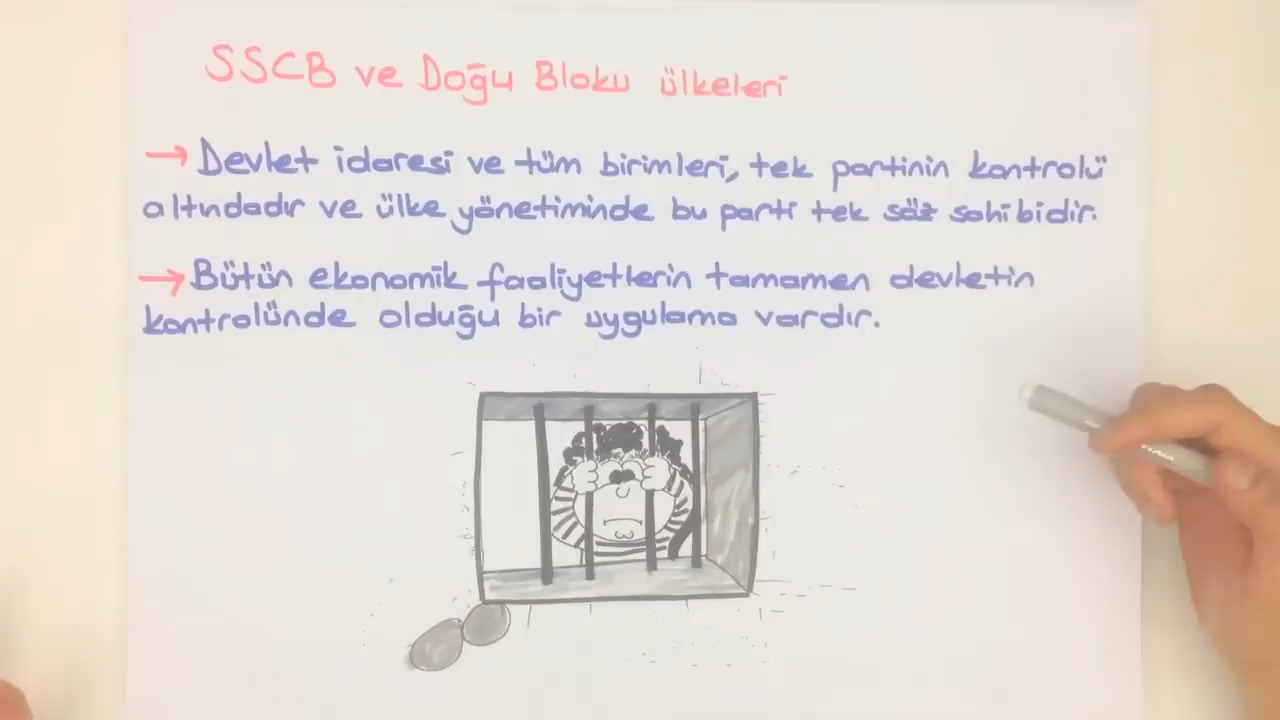 SSCB ve Doğu Bloku ülkeleri
→ Devlet idaresi ve tüm birimleri, tek partinin kontrolü
altındadır ve ülke yönetiminde bu parti tek söz sahibidir.
→ Bütün ekonomik faaliyetlerin tamamen devletin
kontrolünde olduğu bir uygulama vardır.